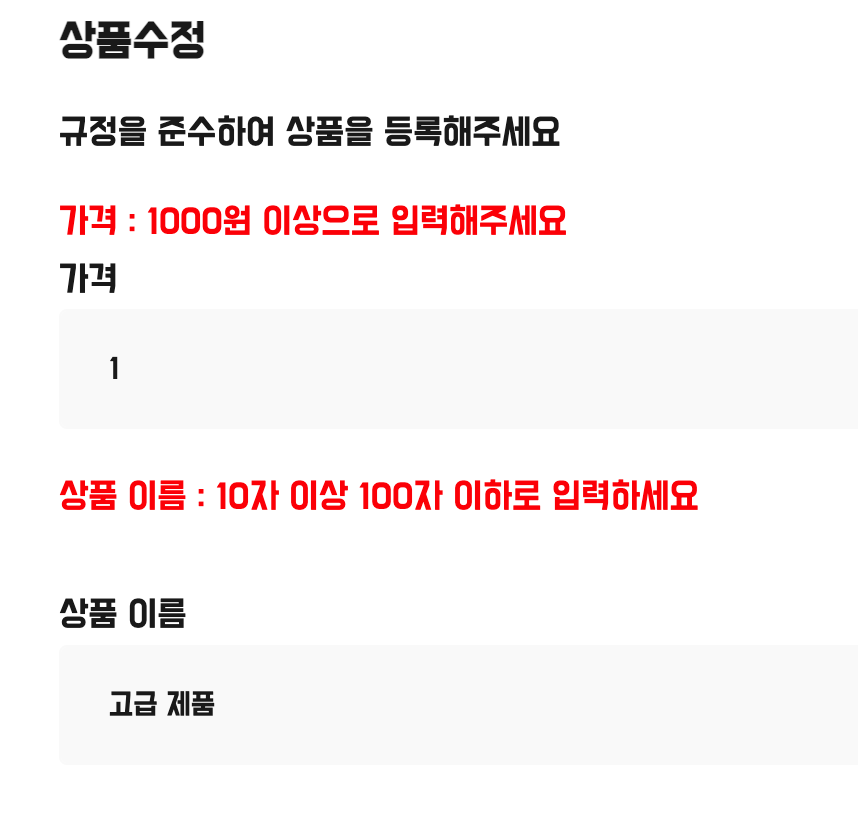 상품수정
규정을 준수하여 상품을 등록해주세요
가격 : 1000원 이상으로 입력해주세요
가격
1
상품 이름 : 10자 이상 100자 이하로 입력하세요
상품 이름
고급 제품